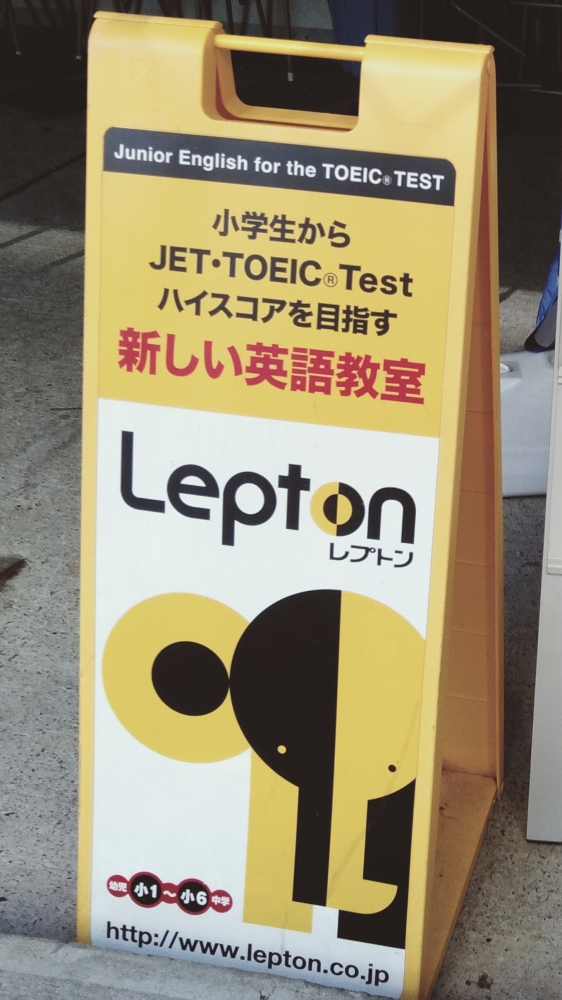 Junior English for the TOEIC® TEST
小学生から
JET・TOEIC® Test
ハイスコアを目指す
新しい英語教室
Lepton
レプトン
幼児 小1〜小6 中学
http://www.lepton.co.jp